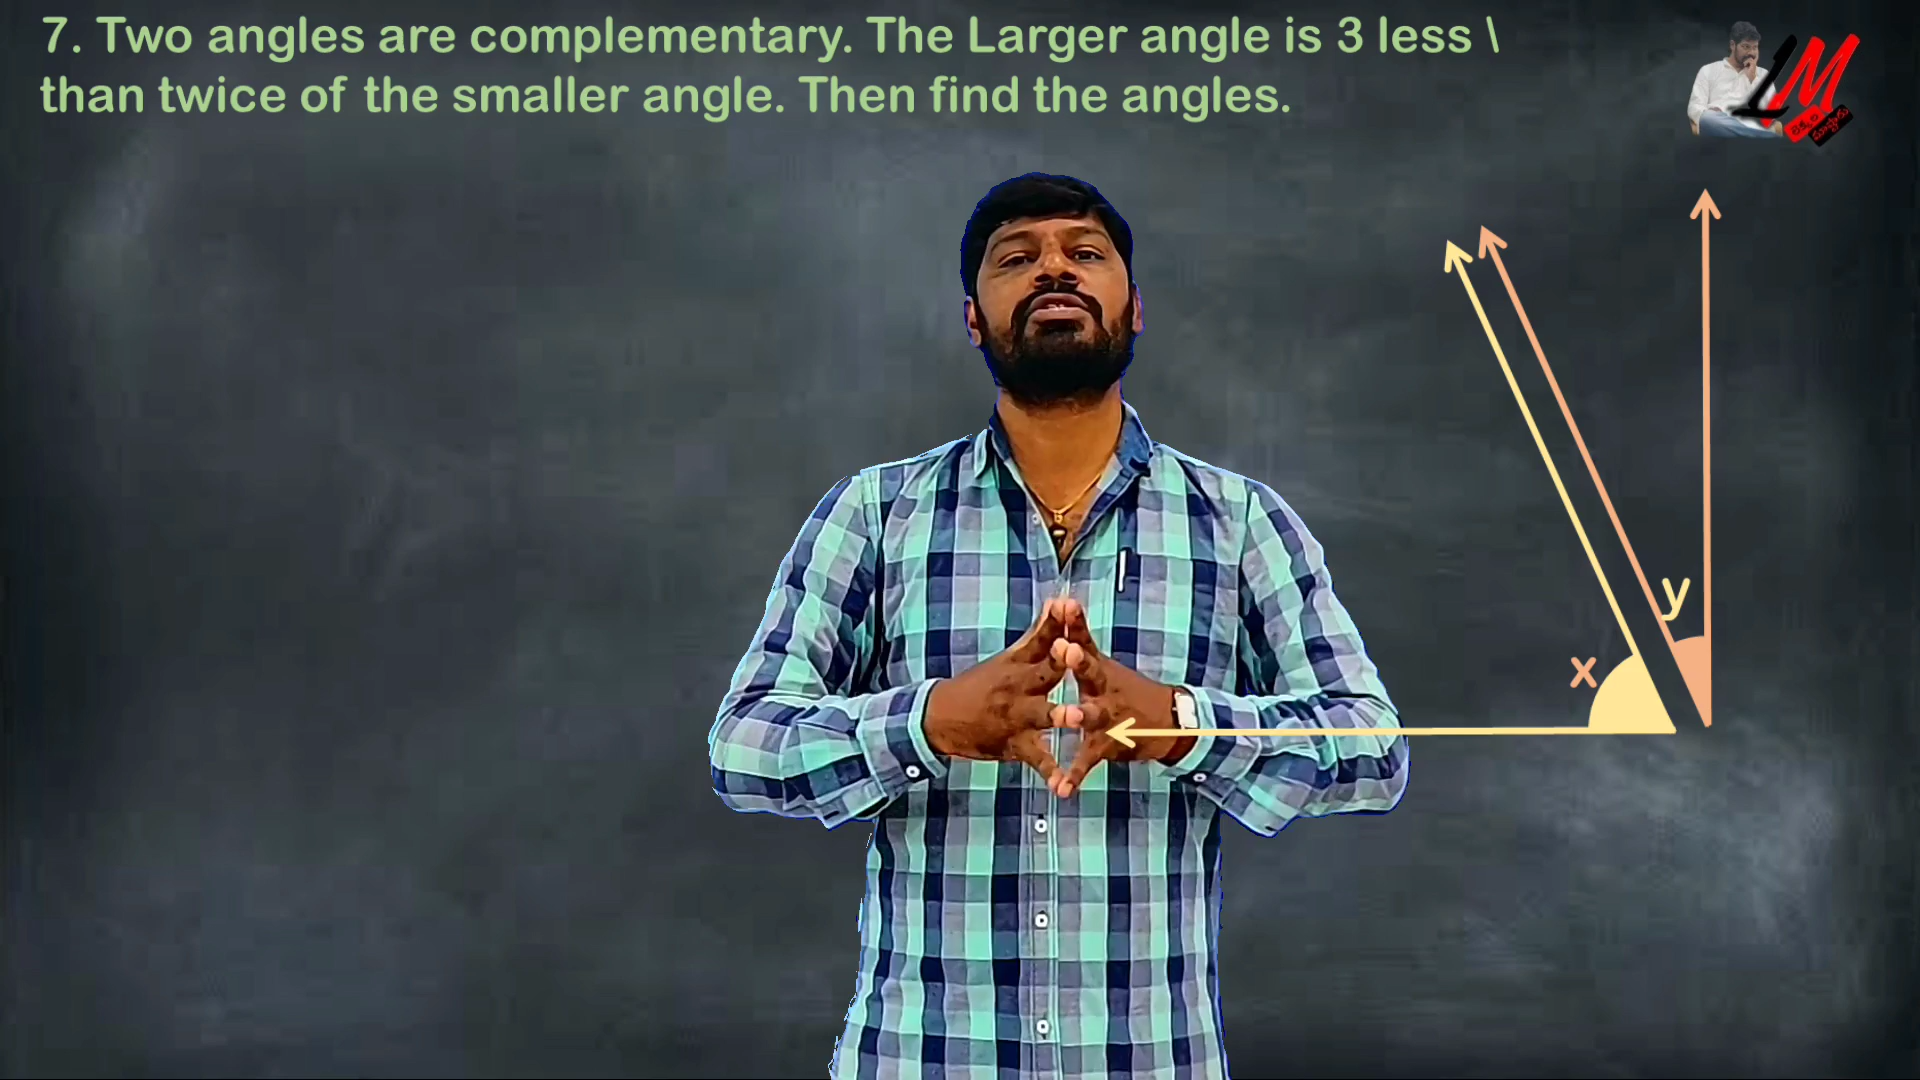 7. Two angles are complementary. The Larger angle is 3 less \
than twice of the smaller angle. Then find the angles.
LM
లెక్కల
మాస్టారు
y
x